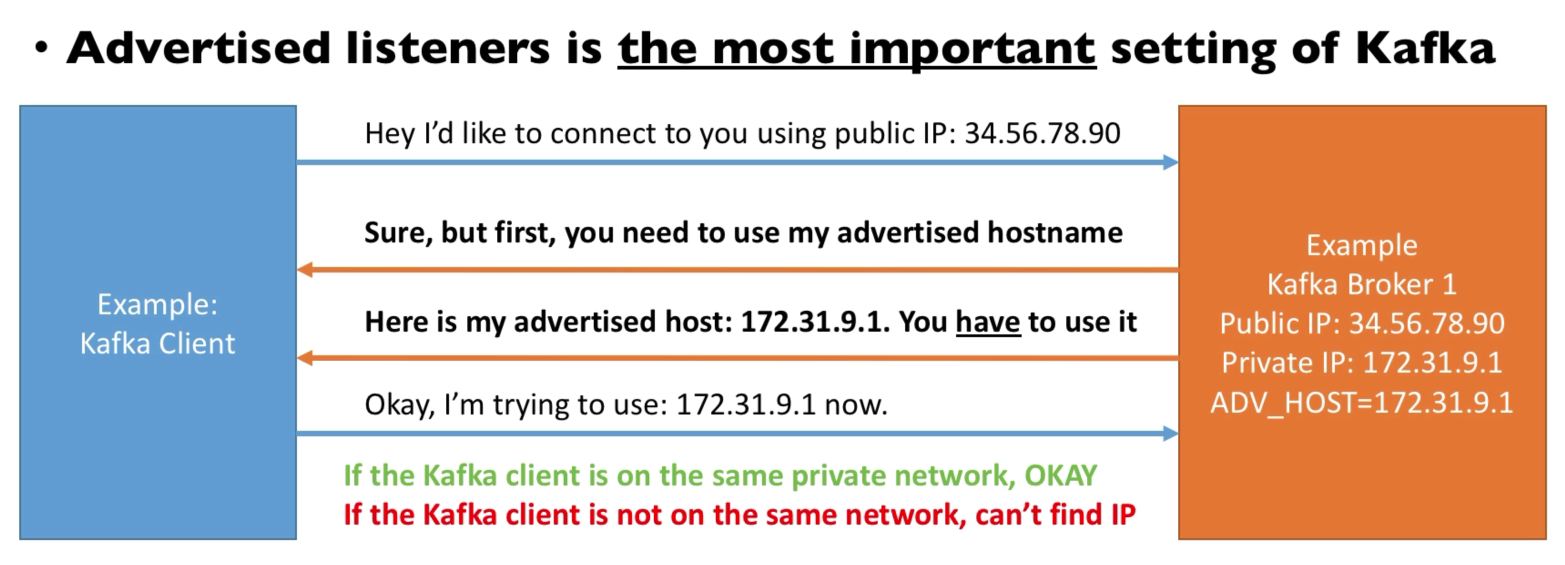 • Advertised listeners is the most important setting of Kafka
Example:
Kafka Client
Hey I’d like to connect to you using public IP: 34.56.78.90
Sure, but first, you need to use my advertised hostname
Here is my advertised host: 172.31.9.1. You have to use it
Okay, I’m trying to use: 172.31.9.1 now.
If the Kafka client is on the same private network, OKAY
If the Kafka client is not on the same network, can’t find IP
Example
Kafka Broker 1
Public IP: 34.56.78.90
Private IP: 172.31.9.1
ADV_HOST=172.31.9.1